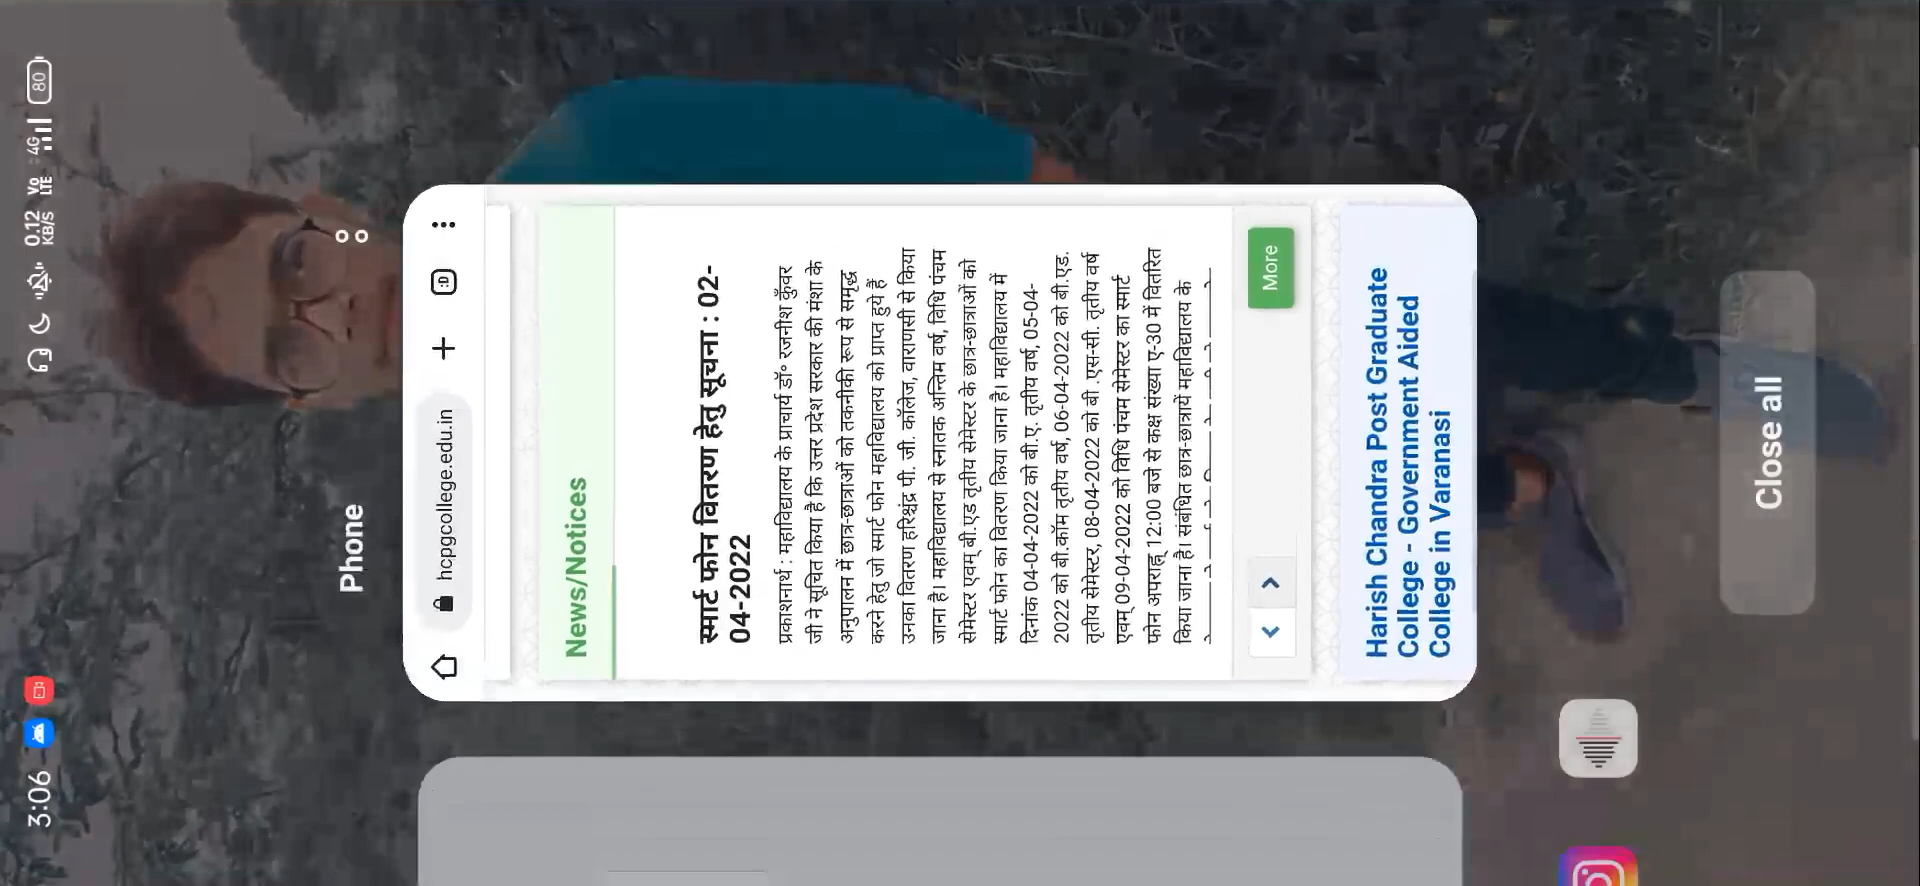 3:06
0.12 KB/S
Vo LTE
4G
80
Phone
hcpgcollege.edu.in
:D
News/Notices
स्मार्ट फोन वितरण हेतु सूचना : 02-
04-2022
प्रकाशनार्थ : महाविद्यालय के प्राचार्य डॉ० रजनीश कुँवर
जी ने सूचित किया है कि उत्तर प्रदेश सरकार की मंशा के
अनुपालन में छात्र-छात्राओं को तकनीकी रूप से समृद्ध
करने हेतु जो स्मार्ट फोन महाविद्यालय को प्राप्त हुये हैं
उनका वितरण हरिश्चंद्र पी. जी. कॉलेज, वाराणसी से किया
जाना है। महाविद्यालय से स्नातक अन्तिम वर्ष, विधि पंचम
सेमेस्टर एवम् बी.एड तृतीय सेमेस्टर के छात्र-छात्राओं को
स्मार्ट फोन का वितरण किया जाना है। महाविद्यालय में
दिनांक 04-04-2022 को बी.ए. तृतीय वर्ष, 05-04-
2022 को बी.कॉम तृतीय वर्ष, 06-04-2022 को बी.एड.
तृतीय सेमेस्टर, 08-04-2022 को बी .एस-सी. तृतीय वर्ष
एवम् 09-04-2022 को विधि पंचम सेमेस्टर का स्मार्ट
फोन अपराह्न 12:00 बजे से कक्ष संख्या ए-30 में वितरित
किया जाना है। संबंधित छात्र-छात्रायें महाविद्यालय के
More
Harish Chandra Post Graduate
College - Government Aided
College in Varanasi
Close all